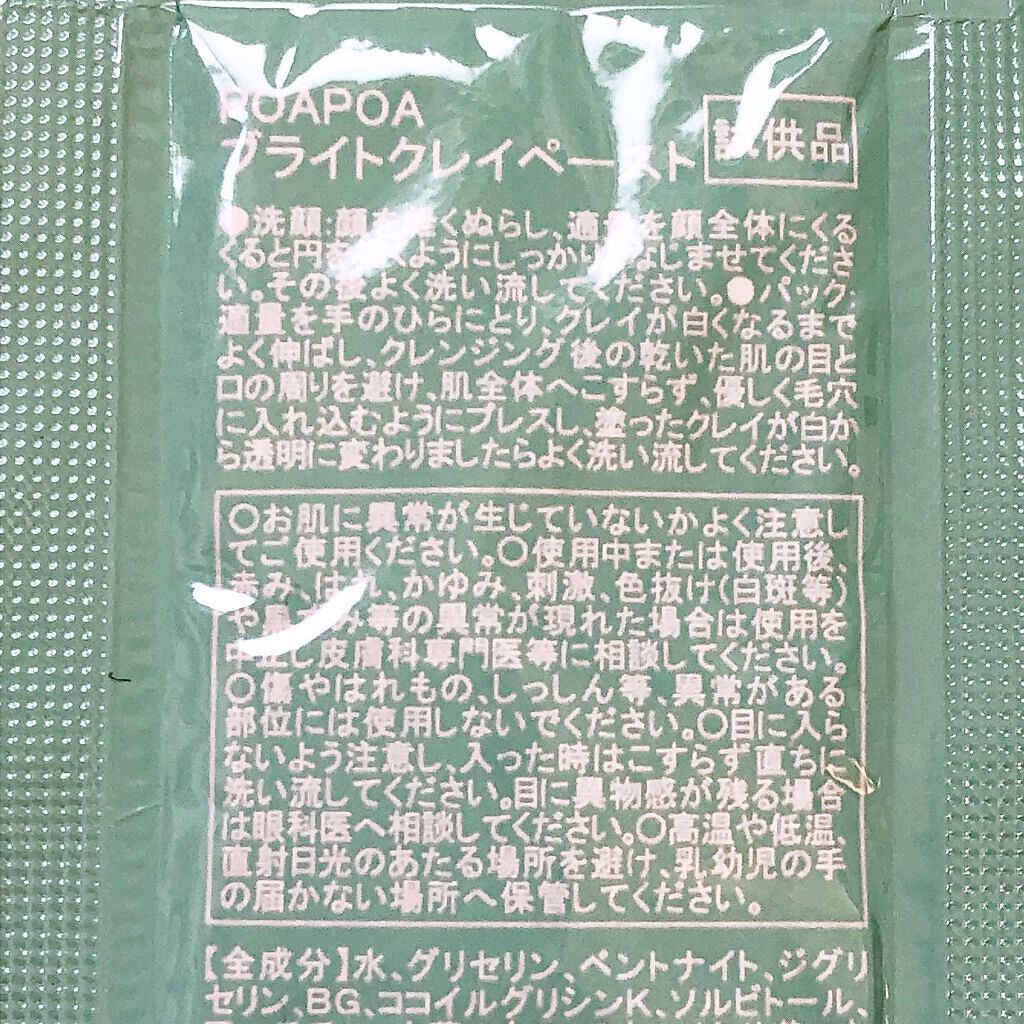 POAPOA
ブライトクレイペースト 試供品
●洗顔:顔を くぬらし、適量を顔全体にくる
くると円を くようにしっかり なじませてくださ
い。その後よく洗い流してください。●パック:
適量を手のひらにとり、クレイが白くなるまで
よく伸ばし、クレンジング後の乾いた肌の目と
口の周りを避け、肌全体へこすらず、優しく毛穴
に入れ込むようにプレスし、塗ったクレイが白か
ら透明に変わりましたらよく洗い流してください。
○お肌に異常が生じていないかよく注意し
てご使用ください。○使用中または使用後、
赤み、はれ、かゆみ、刺激、色抜け(白斑等)
や黒ずみ等の異常が現れた場合は使用を
中止し皮膚科専門医等に相談してください。
○傷やはれもの、しっしん等、異常がある
部位には使用しないでください。○目に入ら
ないよう注意し、入った時はこすらず直ちに
洗い流してください。目に異物感が残る場合
は眼科医へ相談してください。○高温や低温、
直射日光のあたる場所を避け、乳幼児の手
の届かない場所へ保管してください。
【全成分】水、グリセリン、ベントナイト、ジグリ
セリン、BG、ココイルグリシンK、ソルビトール、